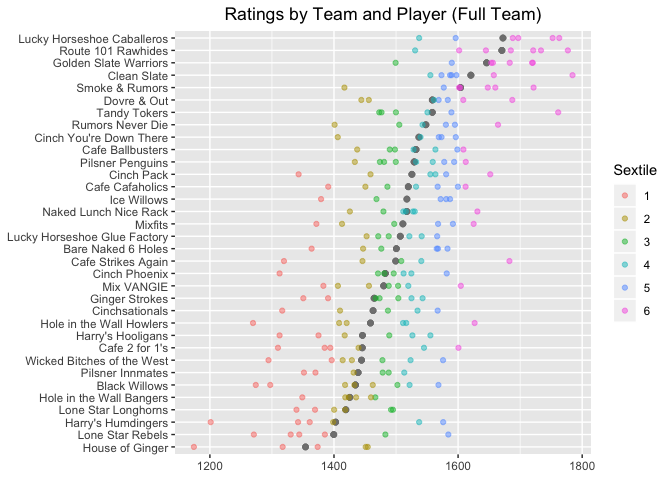 Ratings by Team and Player (Full Team)
Lucky Horseshoe Caballeros
Route 101 Rawhides
Golden Slate Warriors
Clean Slate
Smoke & Rumors
Dovre & Out
Tandy Tokers
Rumors Never Die
Cinch You're Down There
Cafe Ballbusters
Pilsner Penguins
Cinch Pack
Cafe Cafaholics
Ice Willows
Naked Lunch Nice Rack
Mixfits
Lucky Horseshoe Glue Factory
Bare Naked 6 Holes
Cafe Strikes Again
Cinch Phoenix
Mix VANGIE
Ginger Strokes
Cinchsationals
Hole in the Wall Howlers
Harry's Hooligans
Cafe 2 for 1's
Wicked Bitches of the West
Pilsner Innmates
Black Willows
Hole in the Wall Bangers
Lone Star Longhorns
Harry's Humdingers
Lone Star Rebels
House of Ginger
1200 1400 1600 1800
Sextile
1
2
3
4
5
6